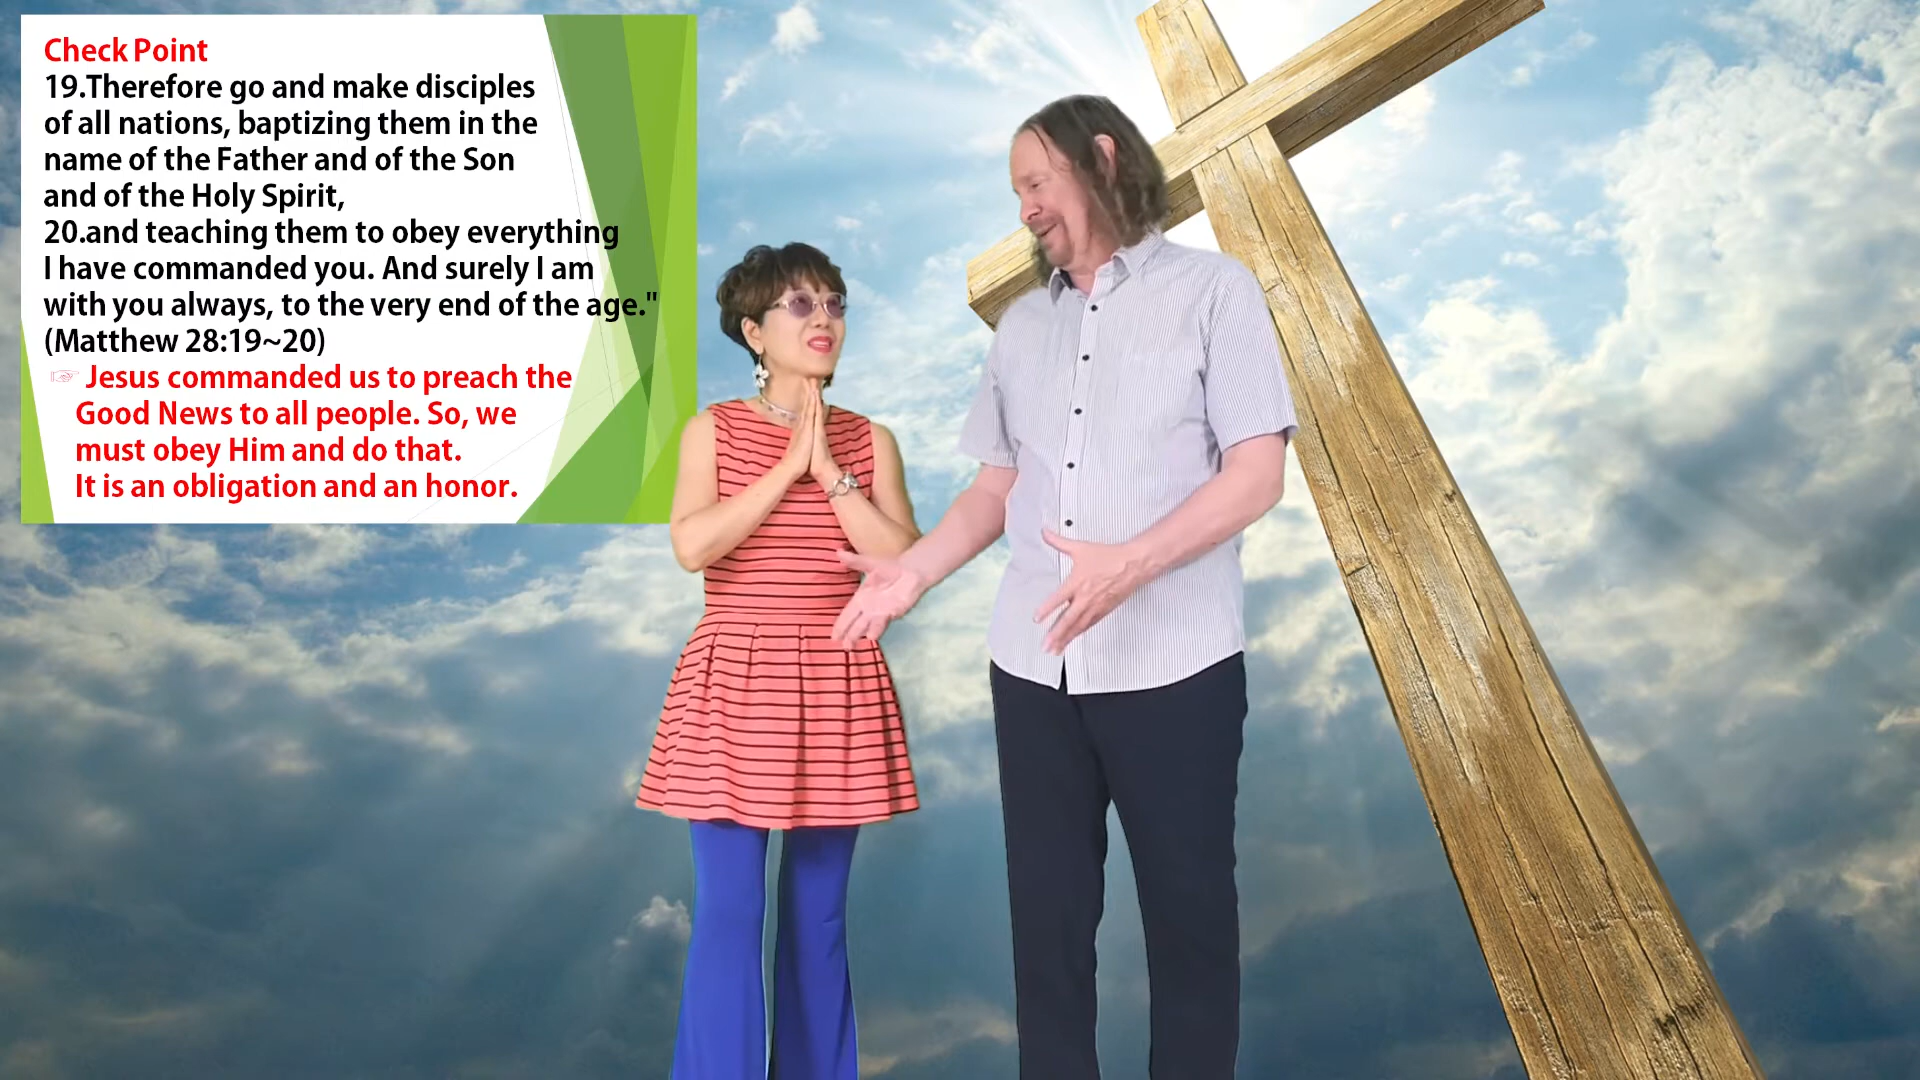 Check Point
19.Therefore go and make disciples
of all nations, baptizing them in the
name of the Father and of the Son
and of the Holy Spirit,
20.and teaching them to obey everything
I have commanded you. And surely I am
with you always, to the very end of the age."
(Matthew 28:19~20)
☞ Jesus commanded us to preach the
Good News to all people. So, we
must obey Him and do that.
It is an obligation and an honor.